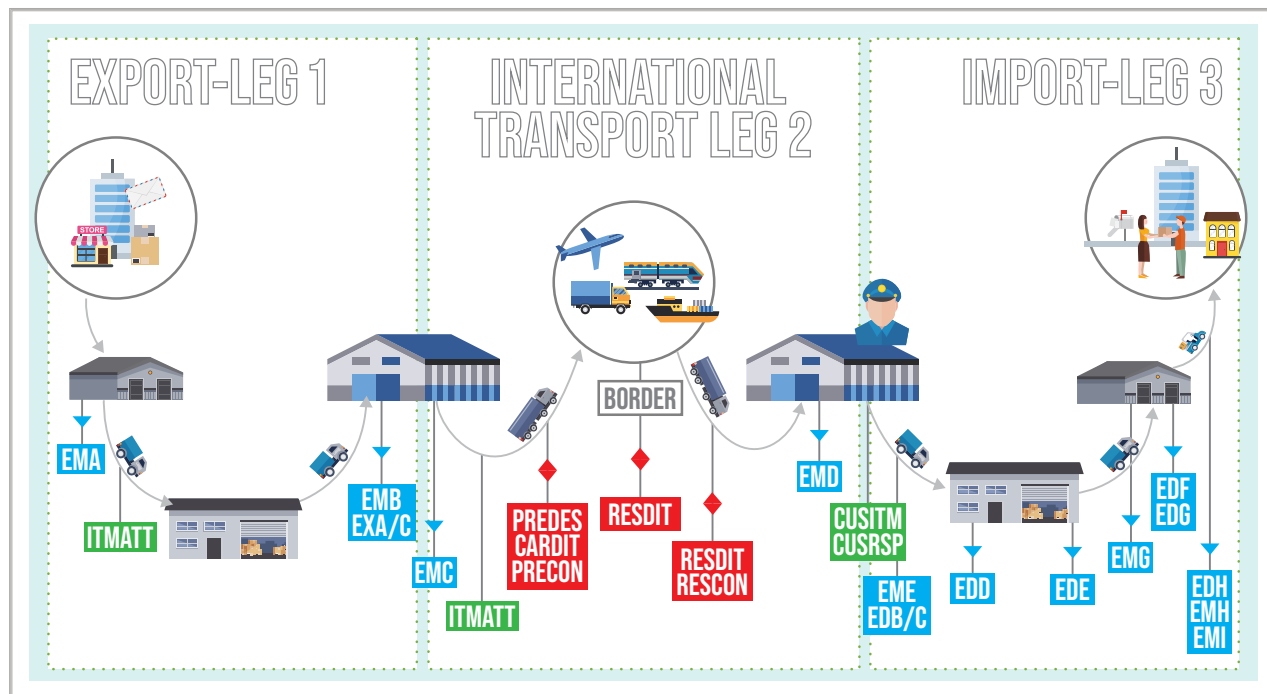 EXPORT-LEG 1
INTERNATIONAL
TRANSPORT LEG 2
IMPORT-LEG 3
STORE
BORDER
EMA
ITMATT
EMB
EXA/C
EMC
ITMATT
PREDES
CARDIT
PRECON
RESDIT
RESDIT
RESCON
EMD
CUSITM
CUSRSP
EME
EDB/C
EDD
EDE
EMG
EDF
EDG
EDH
EMH
EMI